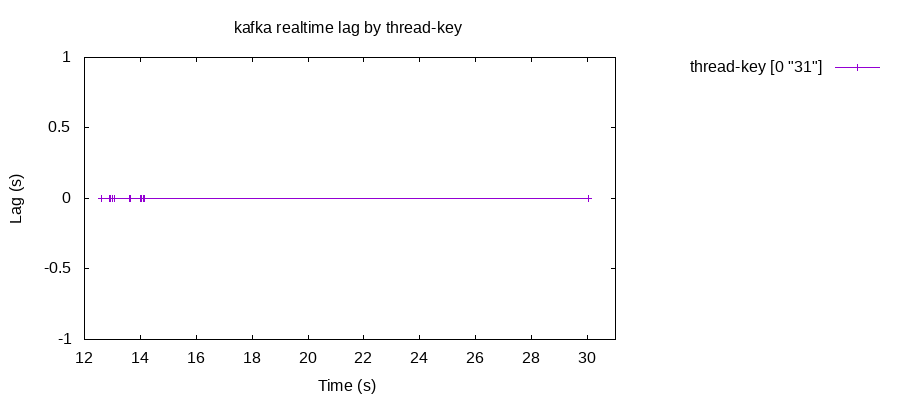 kafka realtime lag by thread-key
thread-key [0 "31"]
1
0.5
0
-0.5
-1
Lag (s)
12 14 16 18 20 22 24 26 28 30
Time (s)